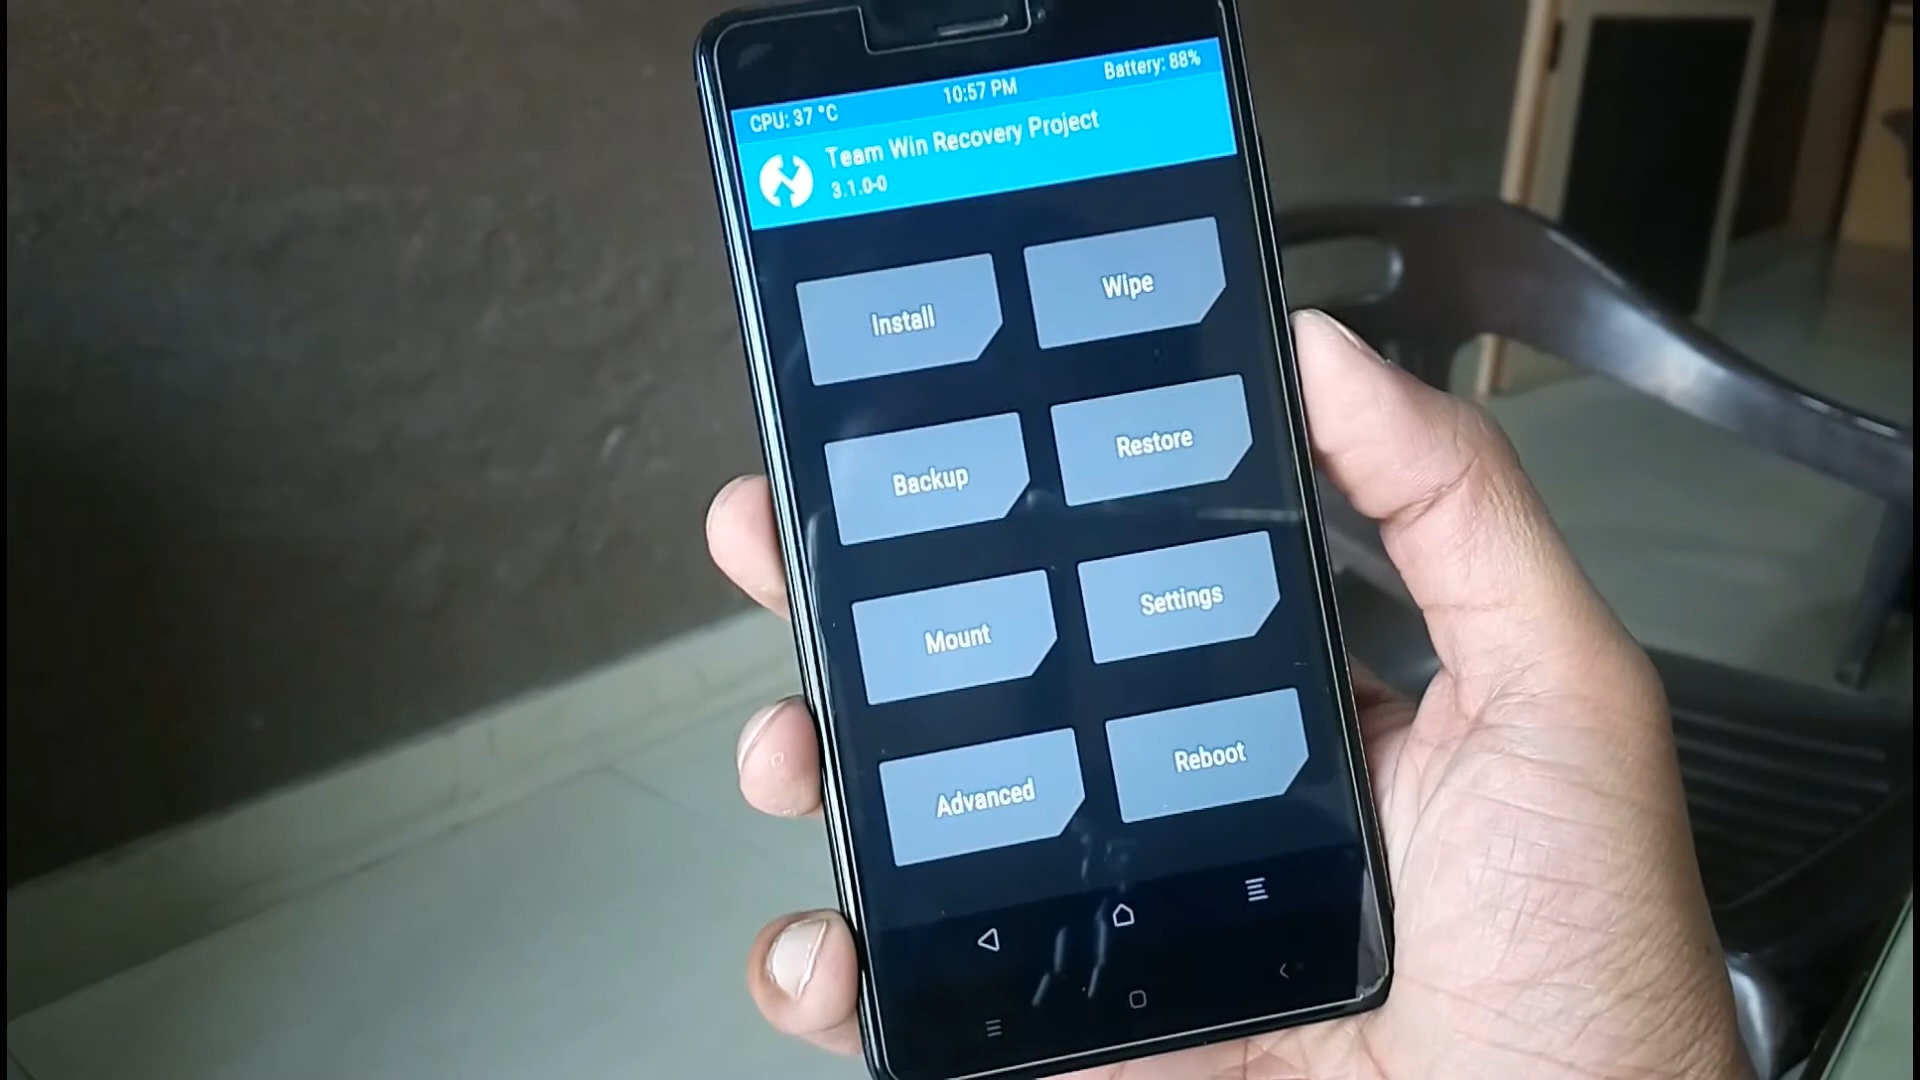 CPU: 37 °C 10:57 PM Battery: 88%
Team Win Recovery Project
3.1.0-0
Install Wipe
Backup Restore
Mount Settings
Advanced Reboot